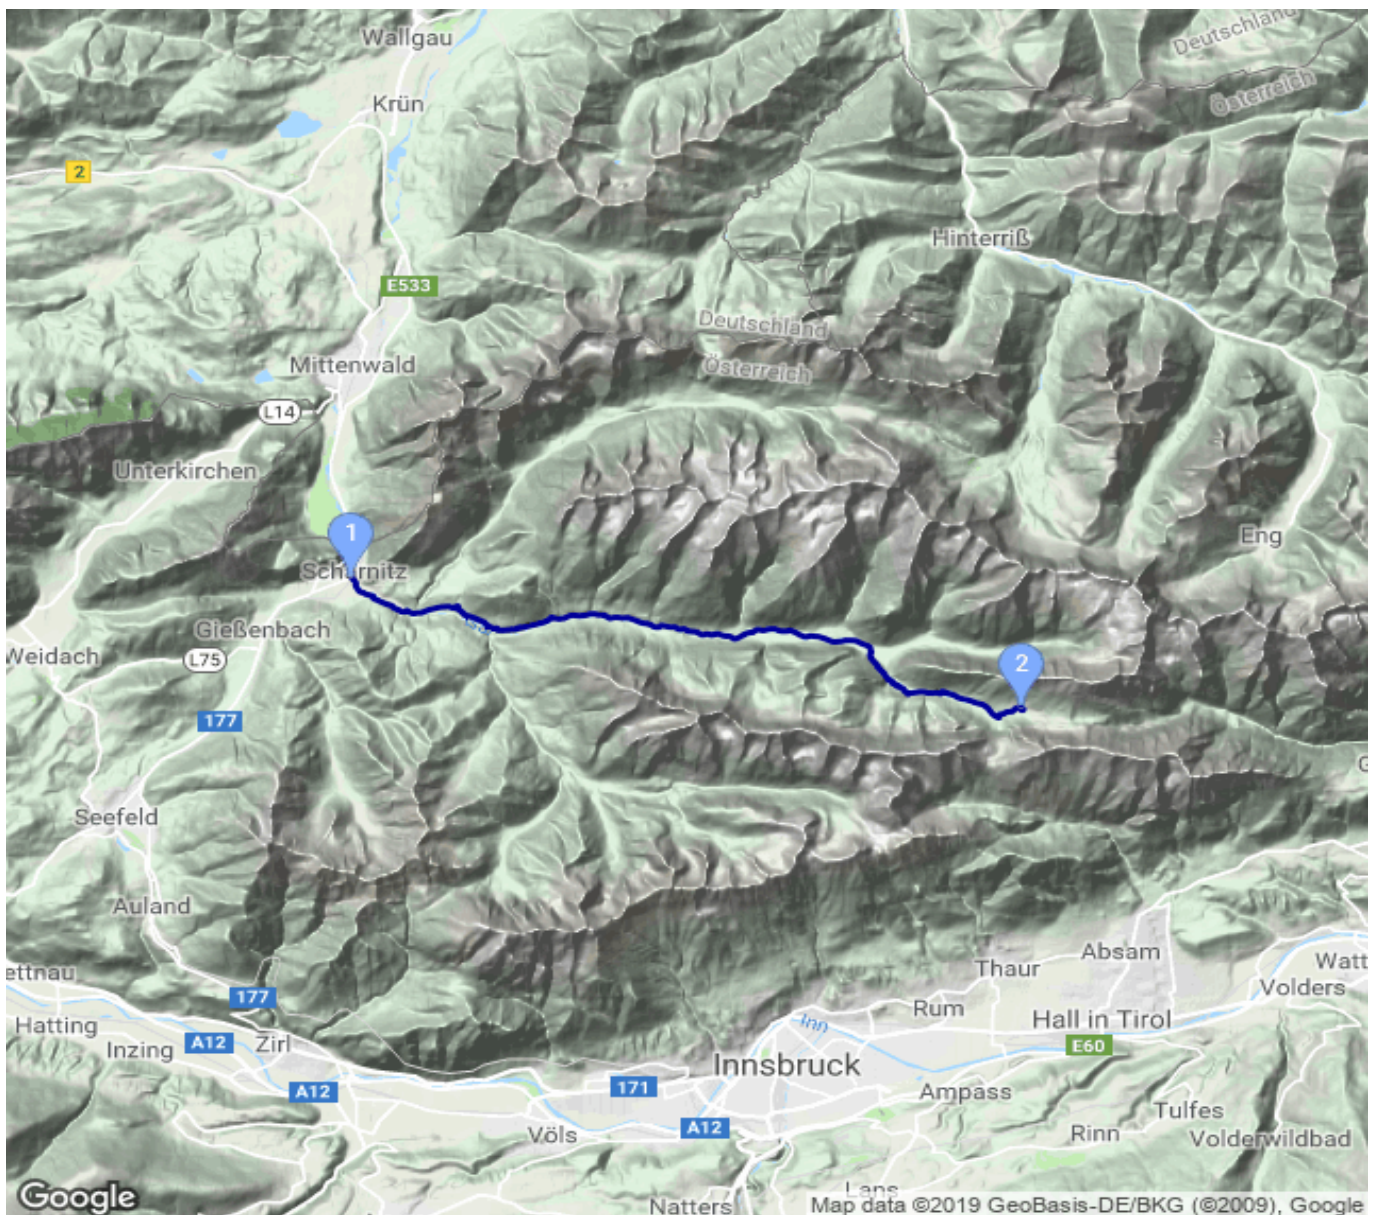 Wallgau
Deutschland
Österreich
Krün
2
Hinterriß
E533
Deutschland
Österreich
Mittenwald
L14
Unterkirchen
1
Eng
Scharnitz
Gießenbach
Weidach
L75
2
177
Seefeld
Auland
Absam
Thaur
ettnau
Watt
177
Volders
Rum
Hatting
Inn
Hall in Tirol
A12
Zirl
E60
Inzing
Innsbruck
171
A12
Ampass
Tulfes
A12
Völs
Rinn
Volderwildbad
Lans
Google
Natters
Map data ©2019 GeoBasis-DE/BKG (©2009), Google